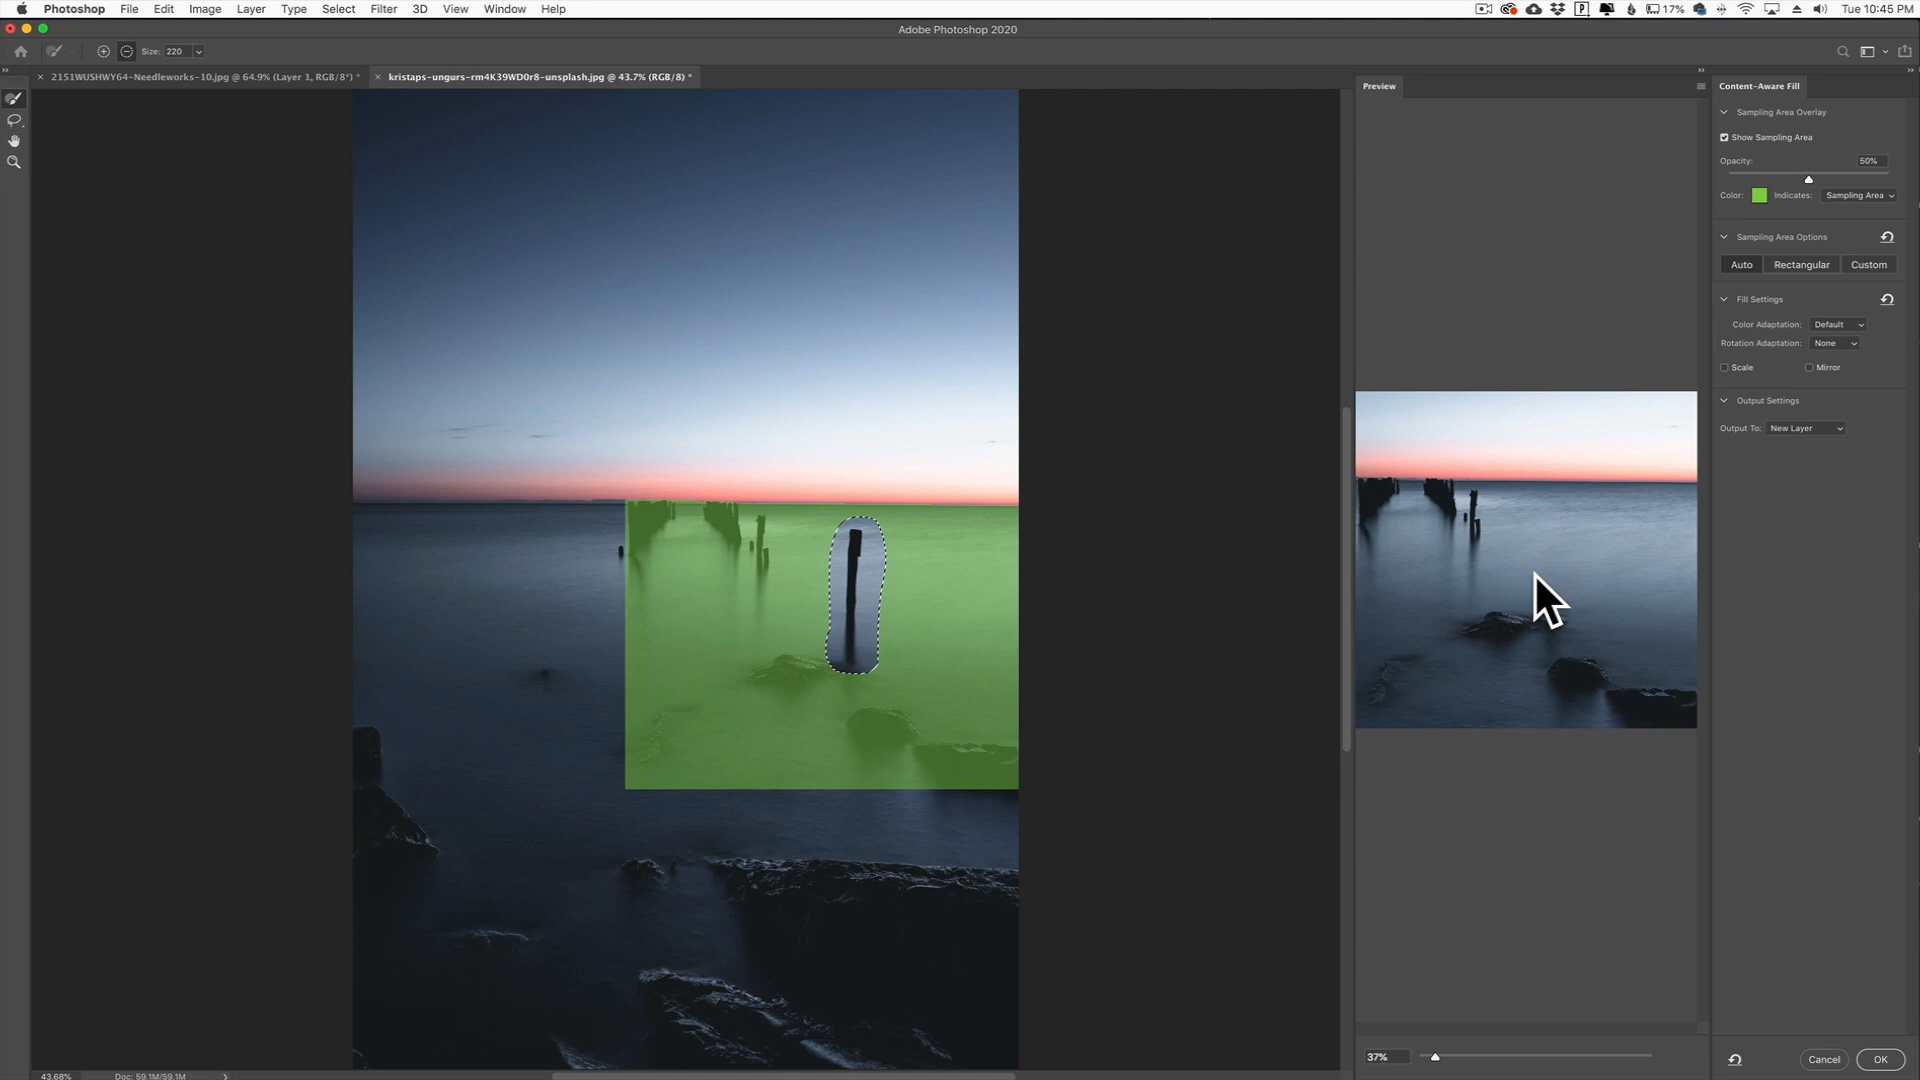 Photoshop File Edit Image Layer Type Select Filter 3D View Window Help 17% Tue 10:45 PM
Adobe Photoshop 2020
Size: 220
2151WUSHWY64-Needleworks-10.jpg @ 64.9% (Layer 1, RGB/8*) *
kristaps-ungurs-rm4K39WD0r8-unsplash.jpg @ 43.7% (RGB/8) *
Preview
Content-Aware Fill
Sampling Area Overlay
Show Sampling Area
Opacity: 50%
Color: Indicates: Sampling Area
Sampling Area Options
Auto Rectangular Custom
Fill Settings
Color Adaptation: Default
Rotation Adaptation: None
Scale Mirror
Output Settings
Output To: New Layer
37%
Cancel OK
43.68% Doc: 59.1M/59.1M